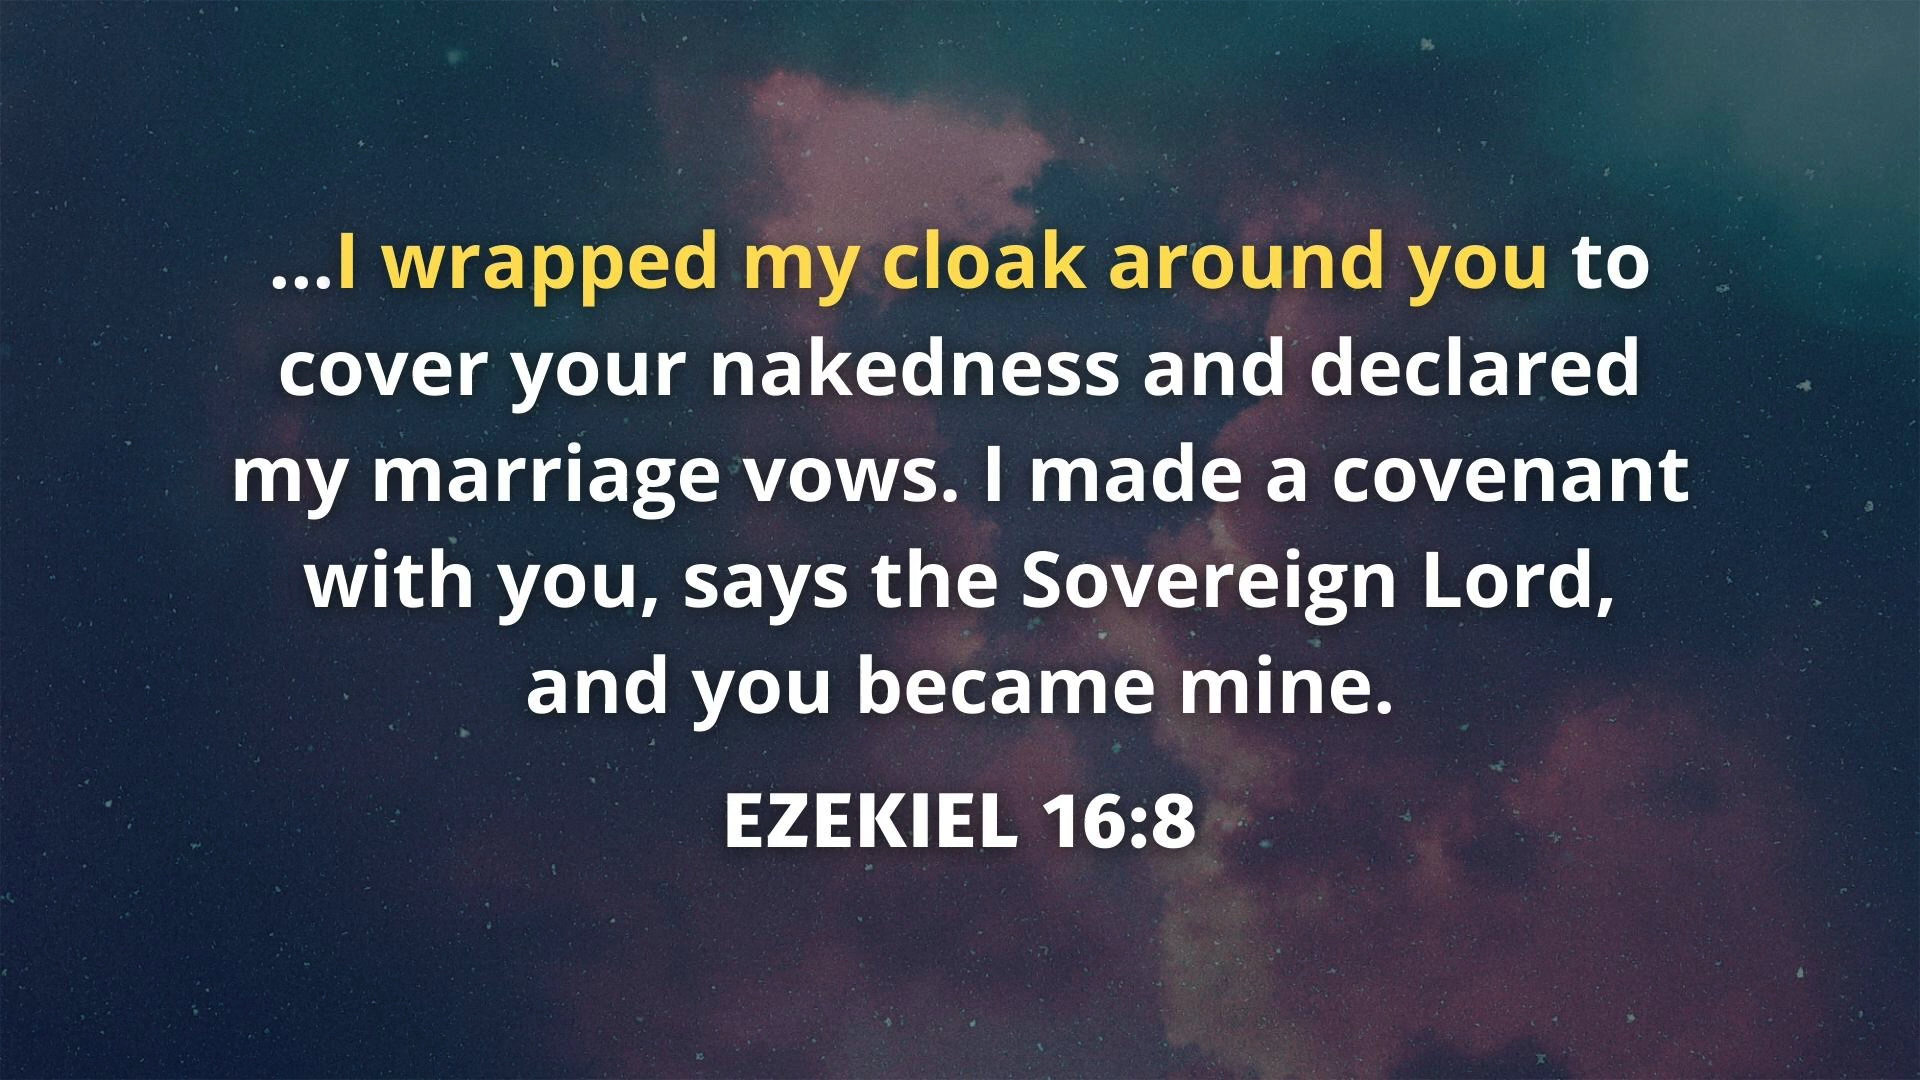 ...I wrapped my cloak around you to
cover your nakedness and declared
my marriage vows. I made a covenant
with you, says the Sovereign Lord,
and you became mine.
EZEKIEL 16:8